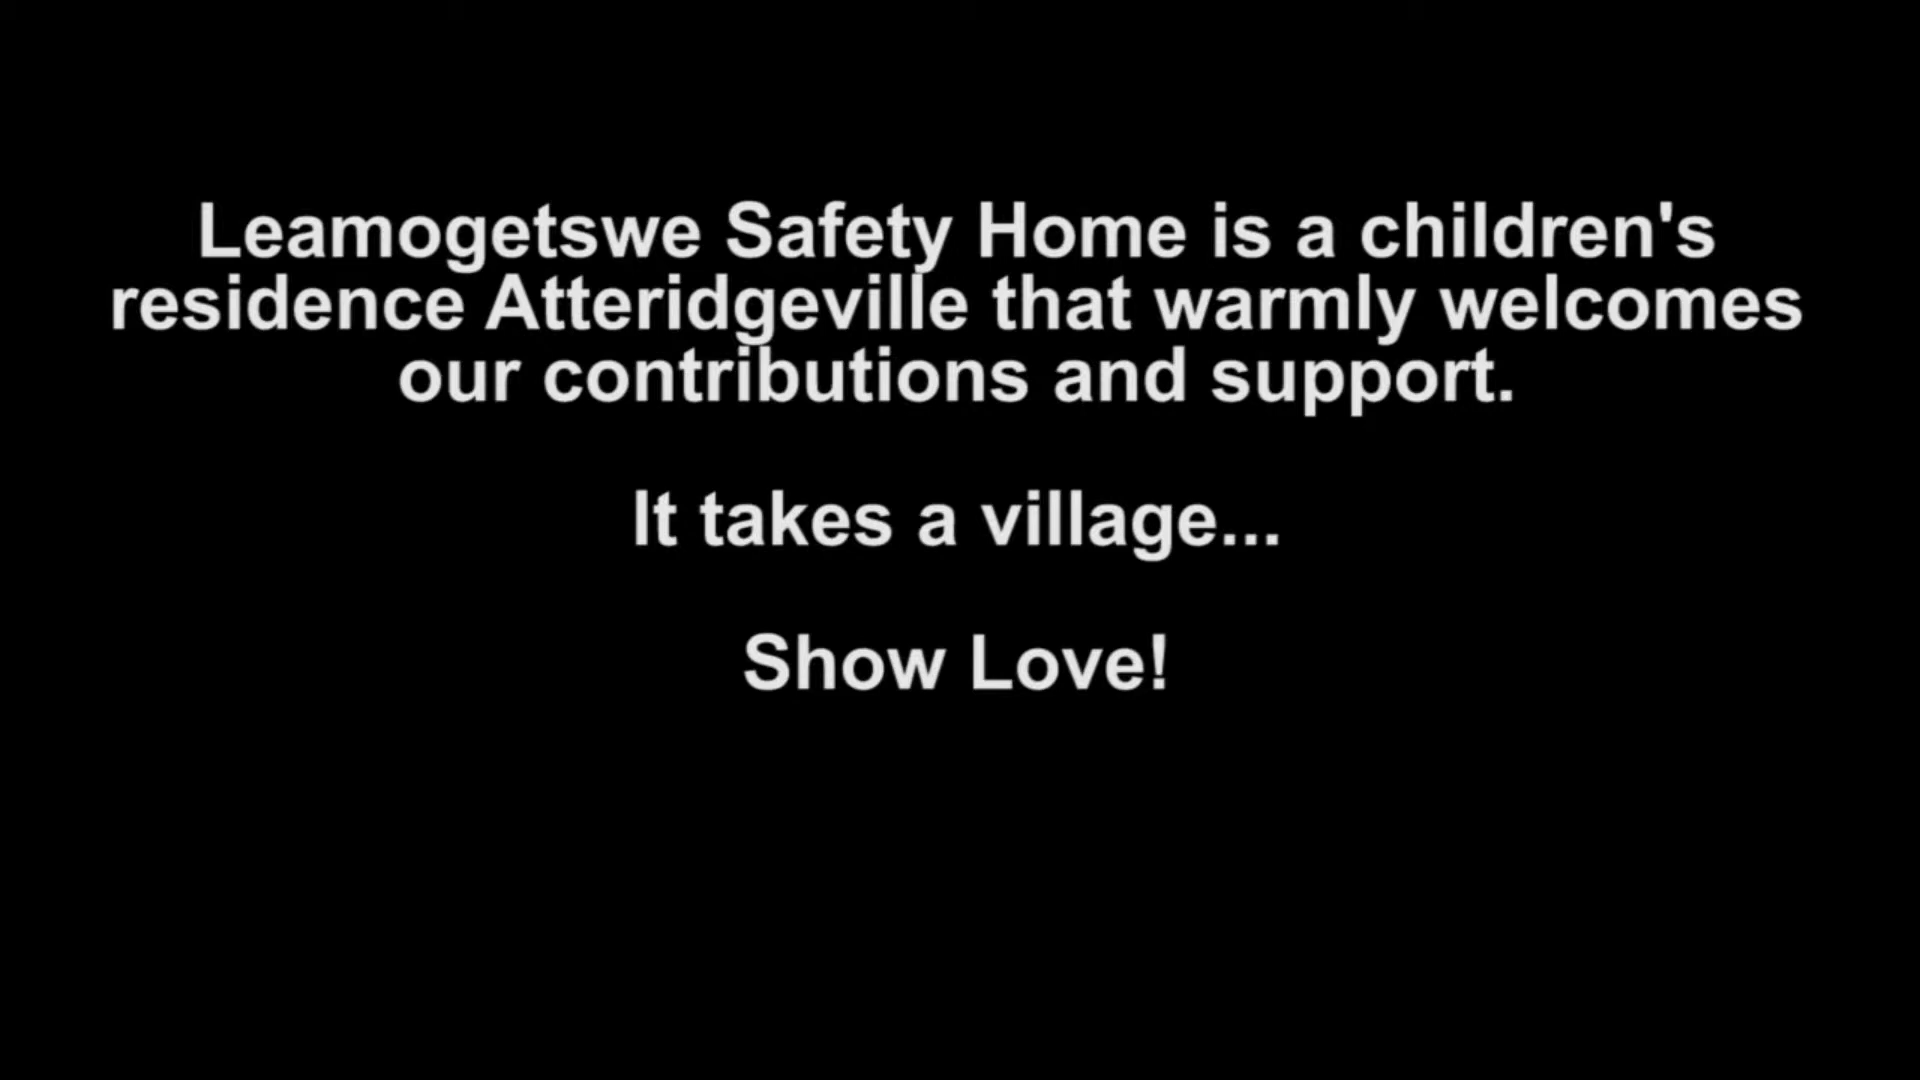 Leamogetswe Safety Home is a children's
residence Atteridgeville that warmly welcomes
our contributions and support.
It takes a village...
Show Love!